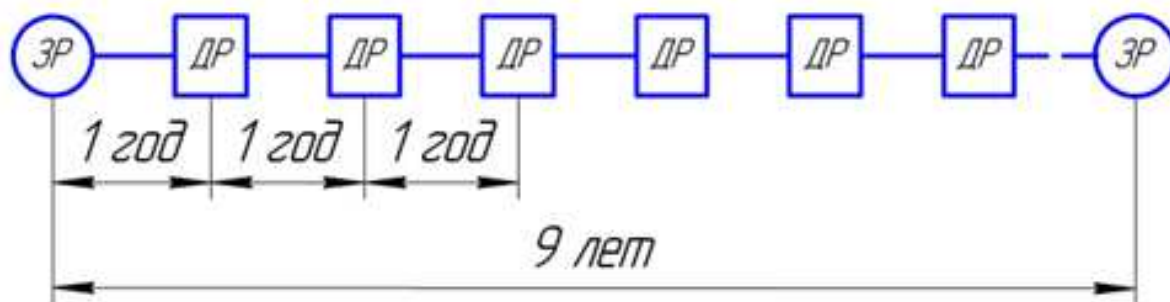 ЗР ДР ДР ДР ДР ДР ДР ЗР
1 год 1 год 1 год
9 лет